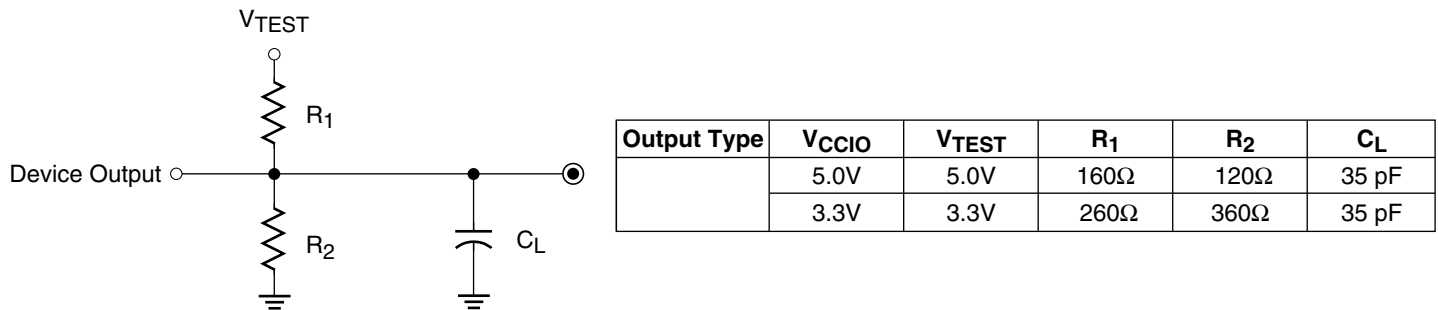 VTEST
R1
Device Output
R2
CL
Output Type VCCIO VTEST R1 R2 CL
5.0V 5.0V 160Ω 120Ω 35 pF
3.3V 3.3V 260Ω 360Ω 35 pF